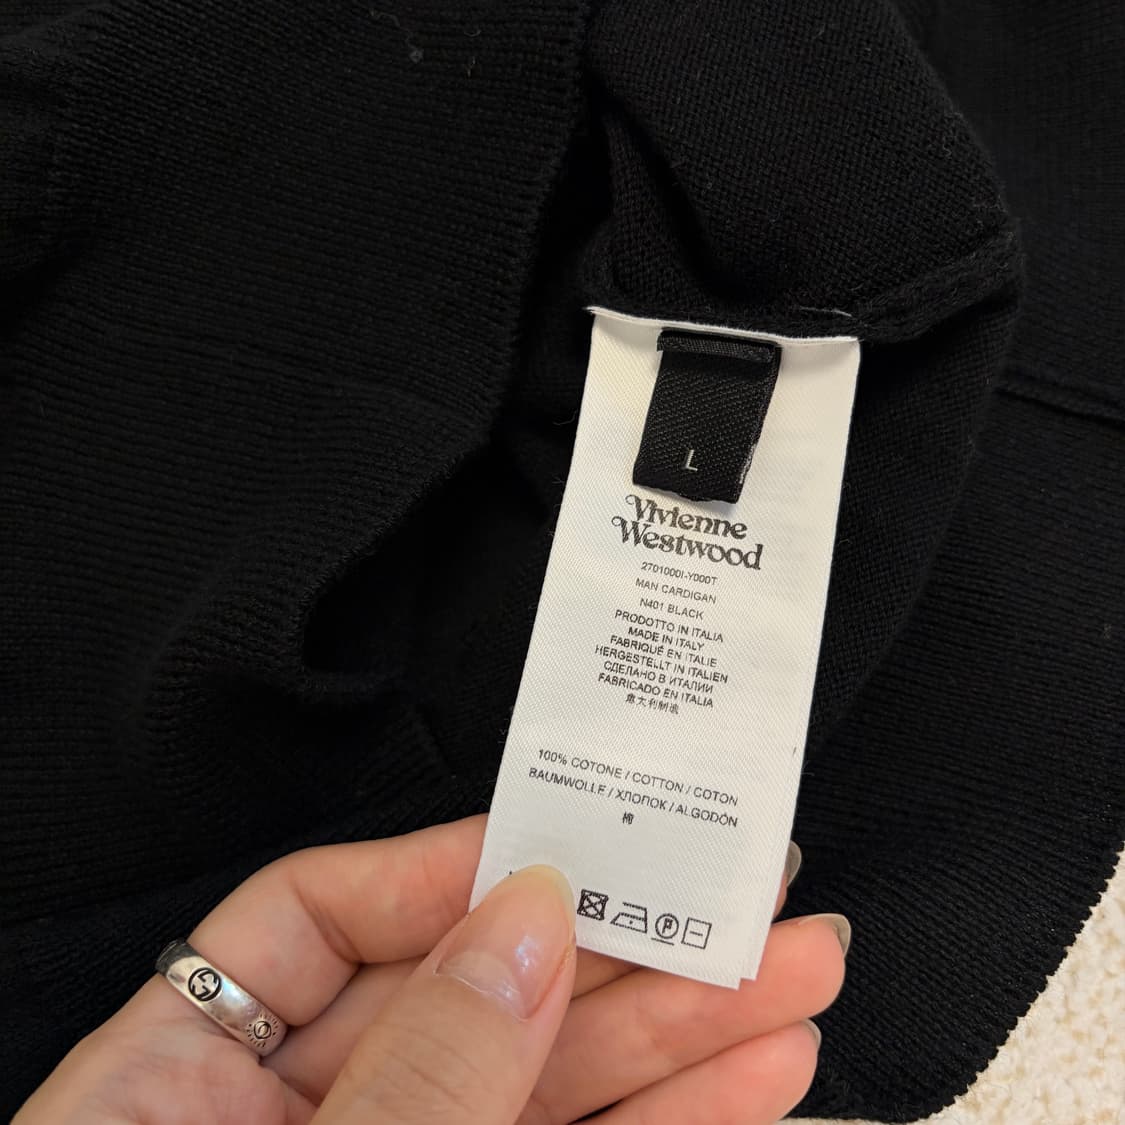 L
Vivienne
Westwood
2701000I-Y000T
MAN CARDIGAN
N401 BLACK
PRODOTTO IN ITALIA
MADE IN ITALY
FABRIQUÉ EN ITALIE
HERGESTELLT IN ITALIEN
СДЕЛАНО В ИТАЛИИ
FABRICADO EN ITALIA
意大利制造
100% COTONE / COTTON / COTON
BAUMWOLLE / ХЛОПОК / ALGODÓN
棉
P